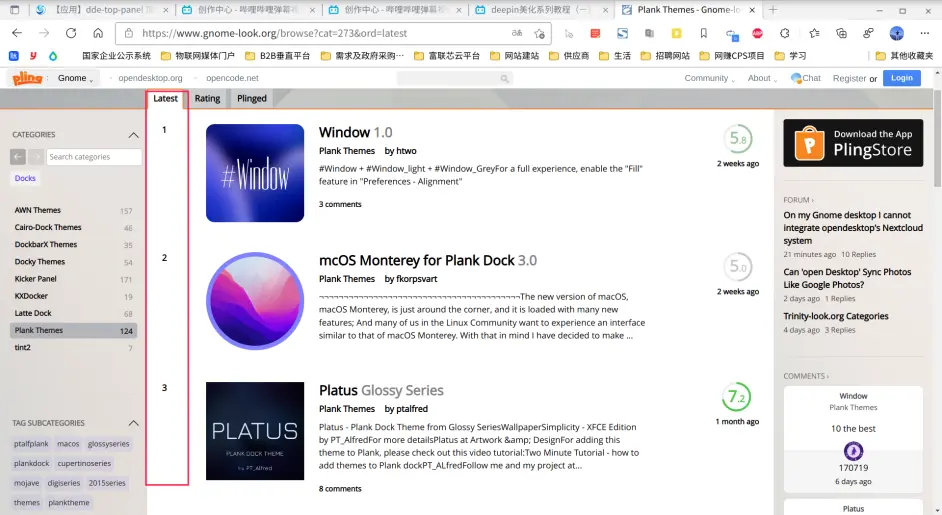 【应用】dde-top-panel
创作中心 - 哔哩哔哩弹幕
创作中心 - 哔哩哔哩弹幕
deepin美化系列教程（一）
Plank Themes - Gnome-lo
https://www.gnome-look.org/browse?cat=273&ord=latest
国家企业公示系统 物联网媒体门户 B2B垂直平台 需求及政府采购… 富联芸云平台 网站建站 供应商 生活 招聘网站 网赚CPS项目 学习 其他收藏夹
Pling Gnome opendesktop.org opencode.net Community About Chat Register or Login
Latest Rating Plinged
CATEGORIES
Search categories
Docks
AWN Themes 157
Cairo-Dock Themes 46
DockbarX Themes 35
Docky Themes 54
Kicker Panel 171
KXDocker 19
Latte Dock 68
Plank Themes 124
tint2 7
TAG SUBCATEGORIES
ptalfplank macos glossyseries
plankdock cupertinoseries
mojave digiseries 2015series
themes planktheme
1
#Window
Window 1.0
Plank Themes by htwo
#Window + #Window_light + #Window_GreyFor a full experience, enable the "Fill"
feature in "Preferences - Alignment"
3 comments
5.8
2 weeks ago
2
macOS Monterey for Plank Dock 3.0
Plank Themes by fkorpsvart
The new version of macOS,
macOS Monterey, is just around the corner, and it is loaded with many new
features; And many of us in the Linux Community want to experience an interface
similar to that of macOS Monterey. With that in mind I have decided to make ...
5.0
2 weeks ago
3
PLATUS
PLANK DOCK THEME
by PT_Alfred
Platus Glossy Series
Plank Themes by ptalfred
Platus - Plank Dock Theme from Glossy SeriesWallpaperSimplicity - XFCE Edition
by PT_AlfredFor more detailsPlatus at Artwork &amp; DesignFor adding this
theme to Plank, please check out this video tutorial:Two Minute Tutorial - how to
add themes to Plank dockPT_ALfredFollow me and my project at...
8 comments
7.2
1 month ago
Download the App
PlingStore
FORUM ›
On my Gnome desktop I cannot
integrate opendesktop's Nextcloud
system
21 minutes ago 10 Replies
Can 'open Desktop' Sync Photos
Like Google Photos?
2 days ago 1 Replies
Trinity-look.org Categories
4 days ago 3 Replies
COMMENTS ›
Window
Plank Themes
10 the best
170719
6 days ago
Platus